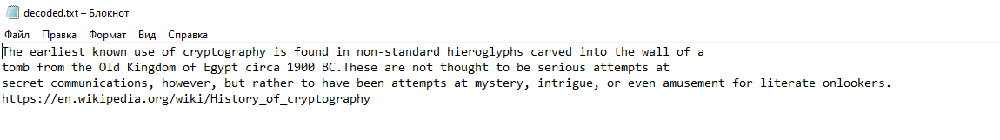 decoded.txt – Блокнот
Файл Правка Формат Вид Справка
The earliest known use of cryptography is found in non-standard hieroglyphs carved into the wall of a
tomb from the Old Kingdom of Egypt circa 1900 BC.These are not thought to be serious attempts at
secret communications, however, but rather to have been attempts at mystery, intrigue, or even amusement for literate onlookers.
https://en.wikipedia.org/wiki/History_of_cryptography